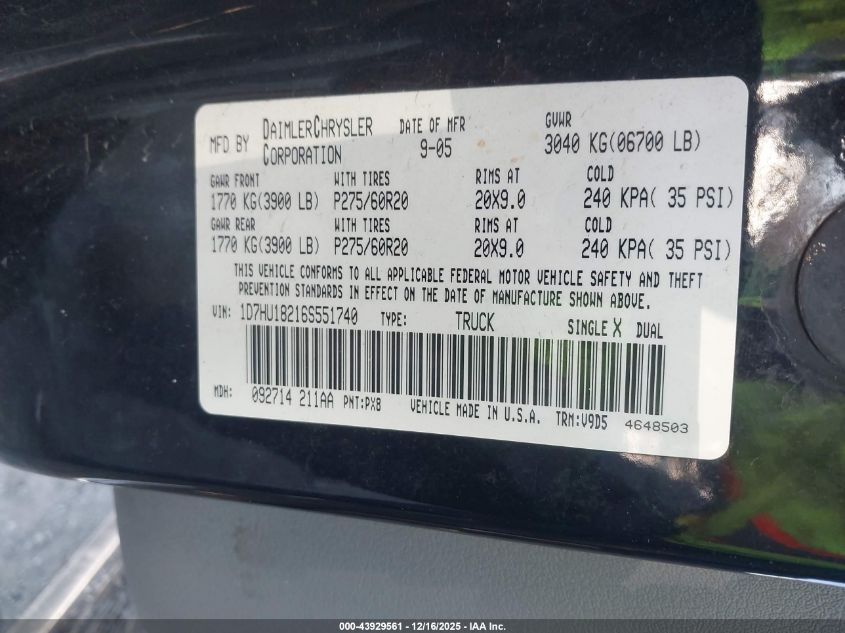 MFD BY DAIMLERCHRYSLER CORPORATION DATE OF MFR 9-05 GVWR 3040 KG(06700 LB)
GAWR FRONT WITH TIRES RIMS AT COLD
1770 KG(3900 LB) P275/60R20 20X9.0 240 KPA( 35 PSI)
GAWR REAR WITH TIRES RIMS AT COLD
1770 KG(3900 LB) P275/60R20 20X9.0 240 KPA( 35 PSI)
THIS VEHICLE CONFORMS TO ALL APPLICABLE FEDERAL MOTOR VEHICLE SAFETY AND THEFT
PREVENTION STANDARDS IN EFFECT ON THE DATE OF MANUFACTURE SHOWN ABOVE.
VIN: 1D7HU18216S551740 TYPE: TRUCK SINGLE X DUAL
MDH: 092714 211AA PNT:PX8 VEHICLE MADE IN U.S.A. TRM:V9D5 4648503
000-43929561 - 12/16/2025 - IAA Inc.